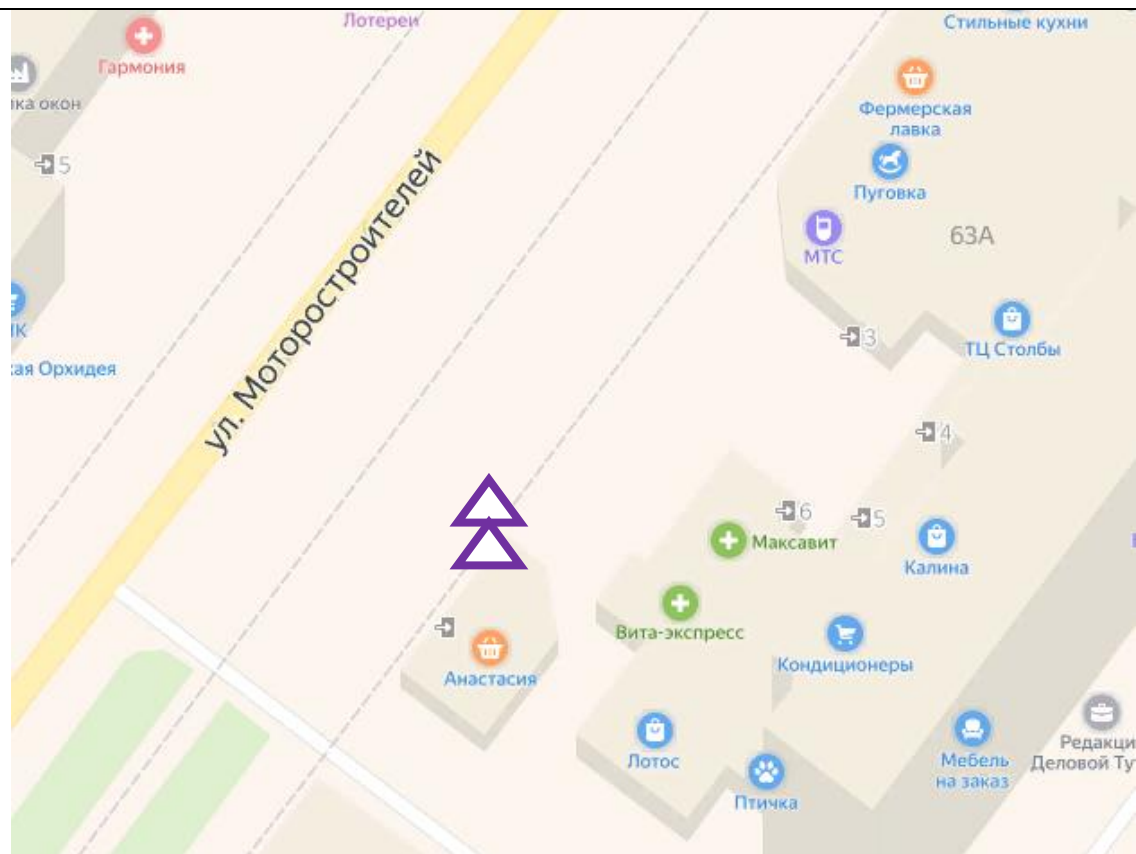 Лотереи
Стильные кухни
Гармония
ка окон
Фермерская
лавка
5
Пуговка
63А
МТС
ул. Моторостроителей
3
ТЦ Столбы
ая Орхидея
4
6
5
Максавит
Калина
Вита-экспресс
Кондиционеры
Анастасия
Лотос
Мебель
на заказ
Редакци
Деловой Ту
Птичка